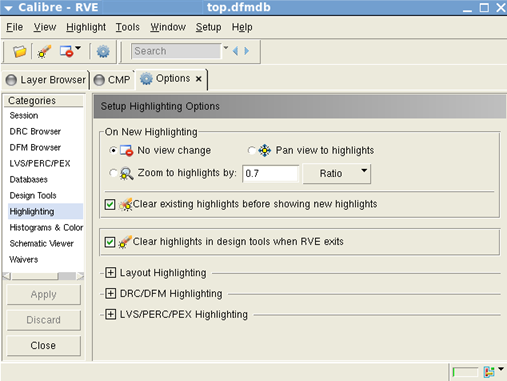 Calibre - RVE top.dfmdb
File View Highlight Tools Window Setup Help
Search
Layer Browser CMP Options x
Categories
Session
DRC Browser
DFM Browser
LVS/PERC/PEX
Databases
Design Tools
Highlighting
Histograms & Color
Schematic Viewer
Waivers
Apply
Discard
Close
Setup Highlighting Options
On New Highlighting
No view change Pan view to highlights
Zoom to highlights by: 0.7 Ratio
Clear existing highlights before showing new highlights
Clear highlights in design tools when RVE exits
Layout Highlighting
DRC/DFM Highlighting
LVS/PERC/PEX Highlighting